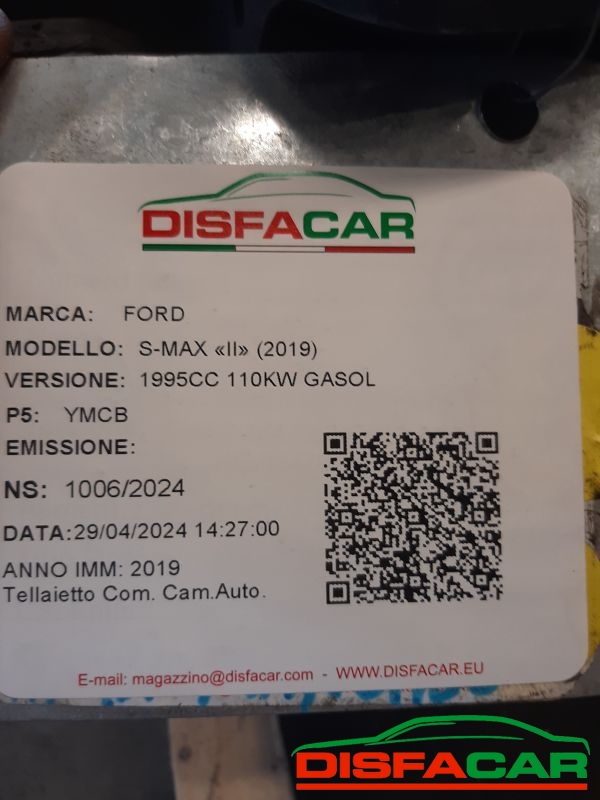 DISFACAR
MARCA: FORD
MODELLO: S-MAX «II» (2019)
VERSIONE: 1995CC 110KW GASOL
P5: YMCB
EMISSIONE:
NS: 1006/2024
DATA:29/04/2024 14:27:00
ANNO IMM: 2019
Tellaietto Com. Cam.Auto.
E-mail: magazzino@disfacar.com - WWW.DISFACAR.EU
DISFACAR